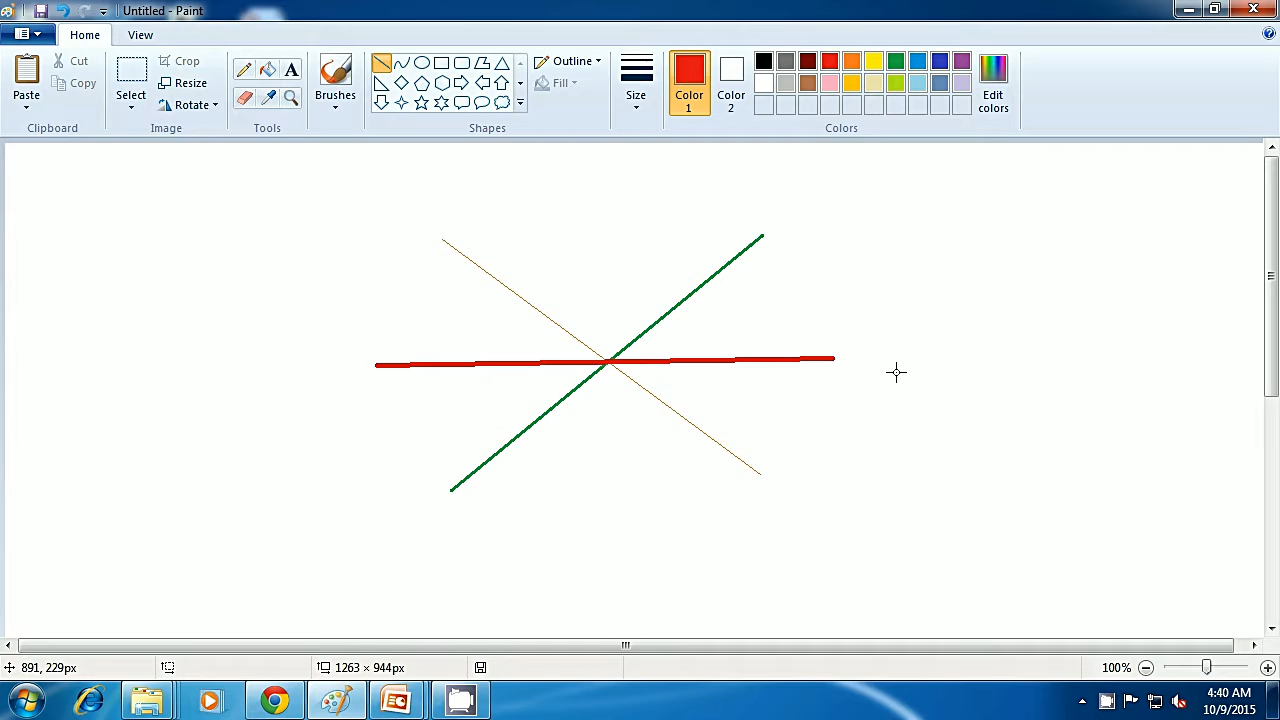 Untitled - Paint
Home View
Paste
Cut
Copy
Clipboard
Select
Crop
Resize
Rotate
Image
A
Tools
Brushes
Outline
Fill
Shapes
Size
Color 1
Color 2
Edit colors
Colors
891, 229px
1263 × 944px
100%
4:40 AM
10/9/2015